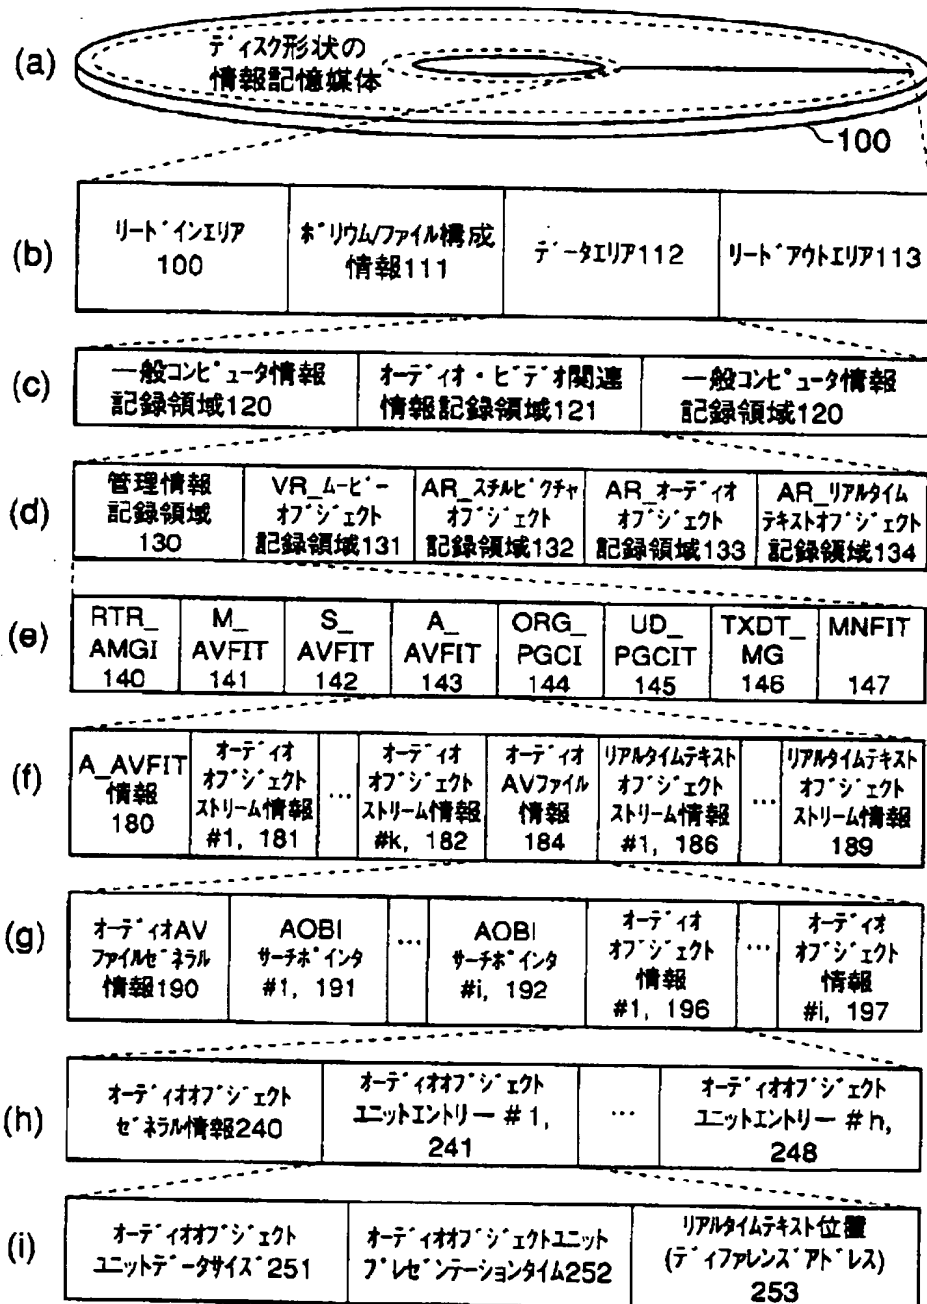 (a)
ディスク形状の
情報記憶媒体
100
(b)
リードインエリア
100
ボリウム/ファイル構成
情報111
データエリア112
リードアウトエリア113
(c)
一般コンピュータ情報
記録領域120
オーディオ・ビデオ関連
情報記録領域121
一般コンピュータ情報
記録領域120
(d)
管理情報
記録領域
130
VR_ムービー
オブジェクト
記録領域131
AR_スチルピクチャ
オブジェクト
記録領域132
AR_オーディオ
オブジェクト
記録領域133
AR_リアルタイム
テキストオブジェクト
記録領域134
(e)
RTR_
AMGI
140
M_
AVFIT
141
S_
AVFIT
142
A_
AVFIT
143
ORG_
PGCI
144
UD_
PGCIT
145
TXDT_
MG
146
MNFIT
147
(f)
A_AVFIT
情報
180
オーディオ
オブジェクト
ストリーム情報
#1, 181
…
オーディオ
オブジェクト
ストリーム情報
#k, 182
オーディオ
AVファイル
情報
184
リアルタイムテキスト
オブジェクト
ストリーム情報
#1, 186
…
リアルタイムテキスト
オブジェクト
ストリーム情報
189
(g)
オーディオAV
ファイルゼネラル
情報190
AOBI
サーチポインタ
#1, 191
…
AOBI
サーチポインタ
#i, 192
オーディオ
オブジェクト
情報
#1, 196
…
オーディオ
オブジェクト
情報
#i, 197
(h)
オーディオオブジェクト
ゼネラル情報240
オーディオオブジェクト
ユニットエントリー #1,
241
…
オーディオオブジェクト
ユニットエントリー #h,
248
(i)
オーディオオブジェクト
ユニットデータサイズ251
オーディオオブジェクトユニット
プレゼンテーションタイム252
リアルタイムテキスト位置
(ディファレンスアドレス)
253